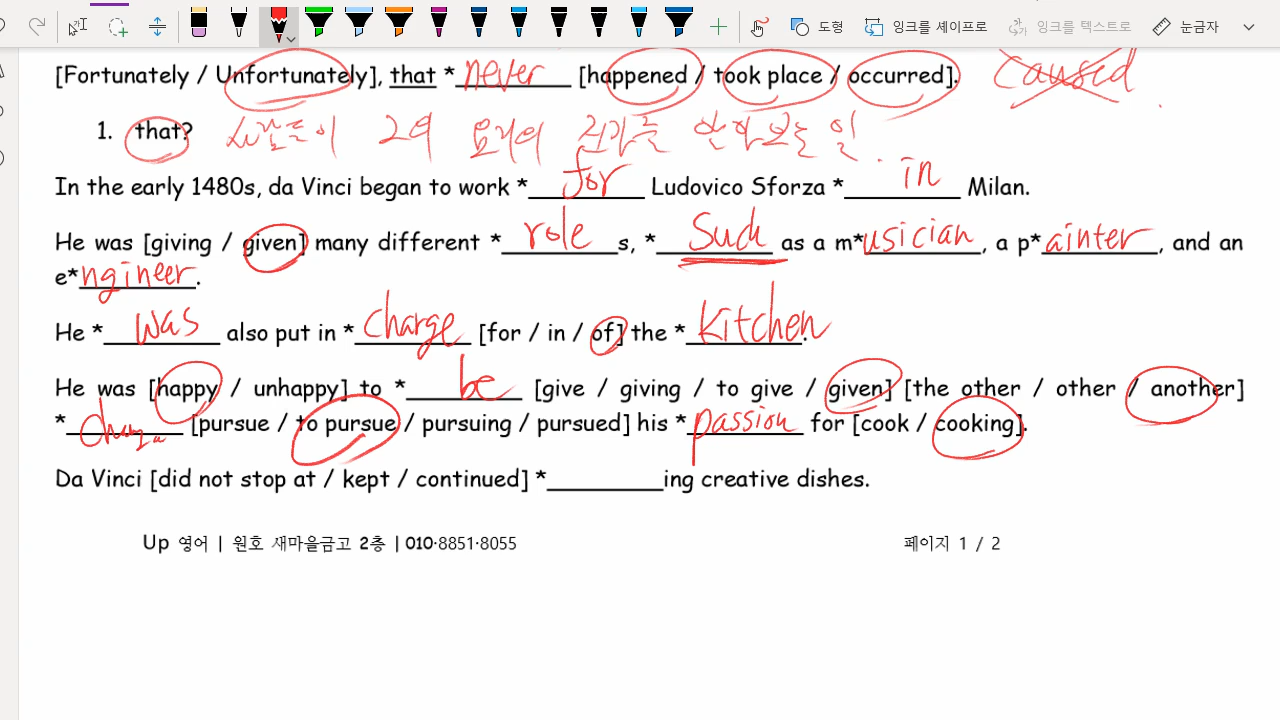 도형 잉크를 셰이프로 잉크를 텍스트로 눈금자
[Fortunately / Unfortunately], that *never [happened / took place / occurred]. caused
1. that? 사람들이 그의 요리의 진가를 알아보는 일.
In the early 1480s, da Vinci began to work *for Ludovico Sforza *in Milan.
He was [giving / given] many different *roles, *such as a m*usician, a p*ainter, and an
e*ngineer.
He *was also put in *charge [for / in / of] the *kitchen.
He was [happy / unhappy] to *be [give / giving / to give / given] [the other / other / another]
* [pursue / to pursue / pursuing / pursued] his *passion for [cook / cooking].
Da Vinci [did not stop at / kept / continued] *________ing creative dishes.
Up 영어 | 원호 새마을금고 2층 | 010·8851·8055 페이지 1 / 2